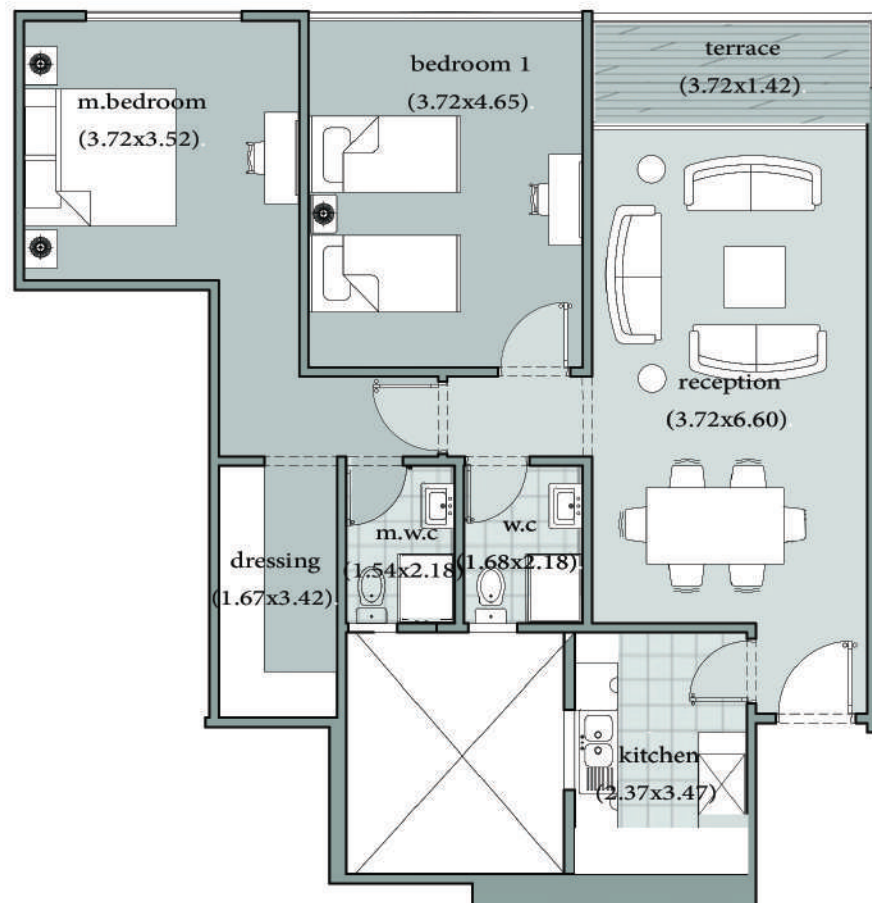 terrace
(3.72x1.42).
bedroom 1
(3.72x4.65).
m.bedroom
(3.72x3.52).
reception
(3.72x6.60).
w.c
(1.68x2.18).
m.w.c
(1.54x2.18).
dressing
(1.67x3.42).
kitchen
(2.37x3.47)